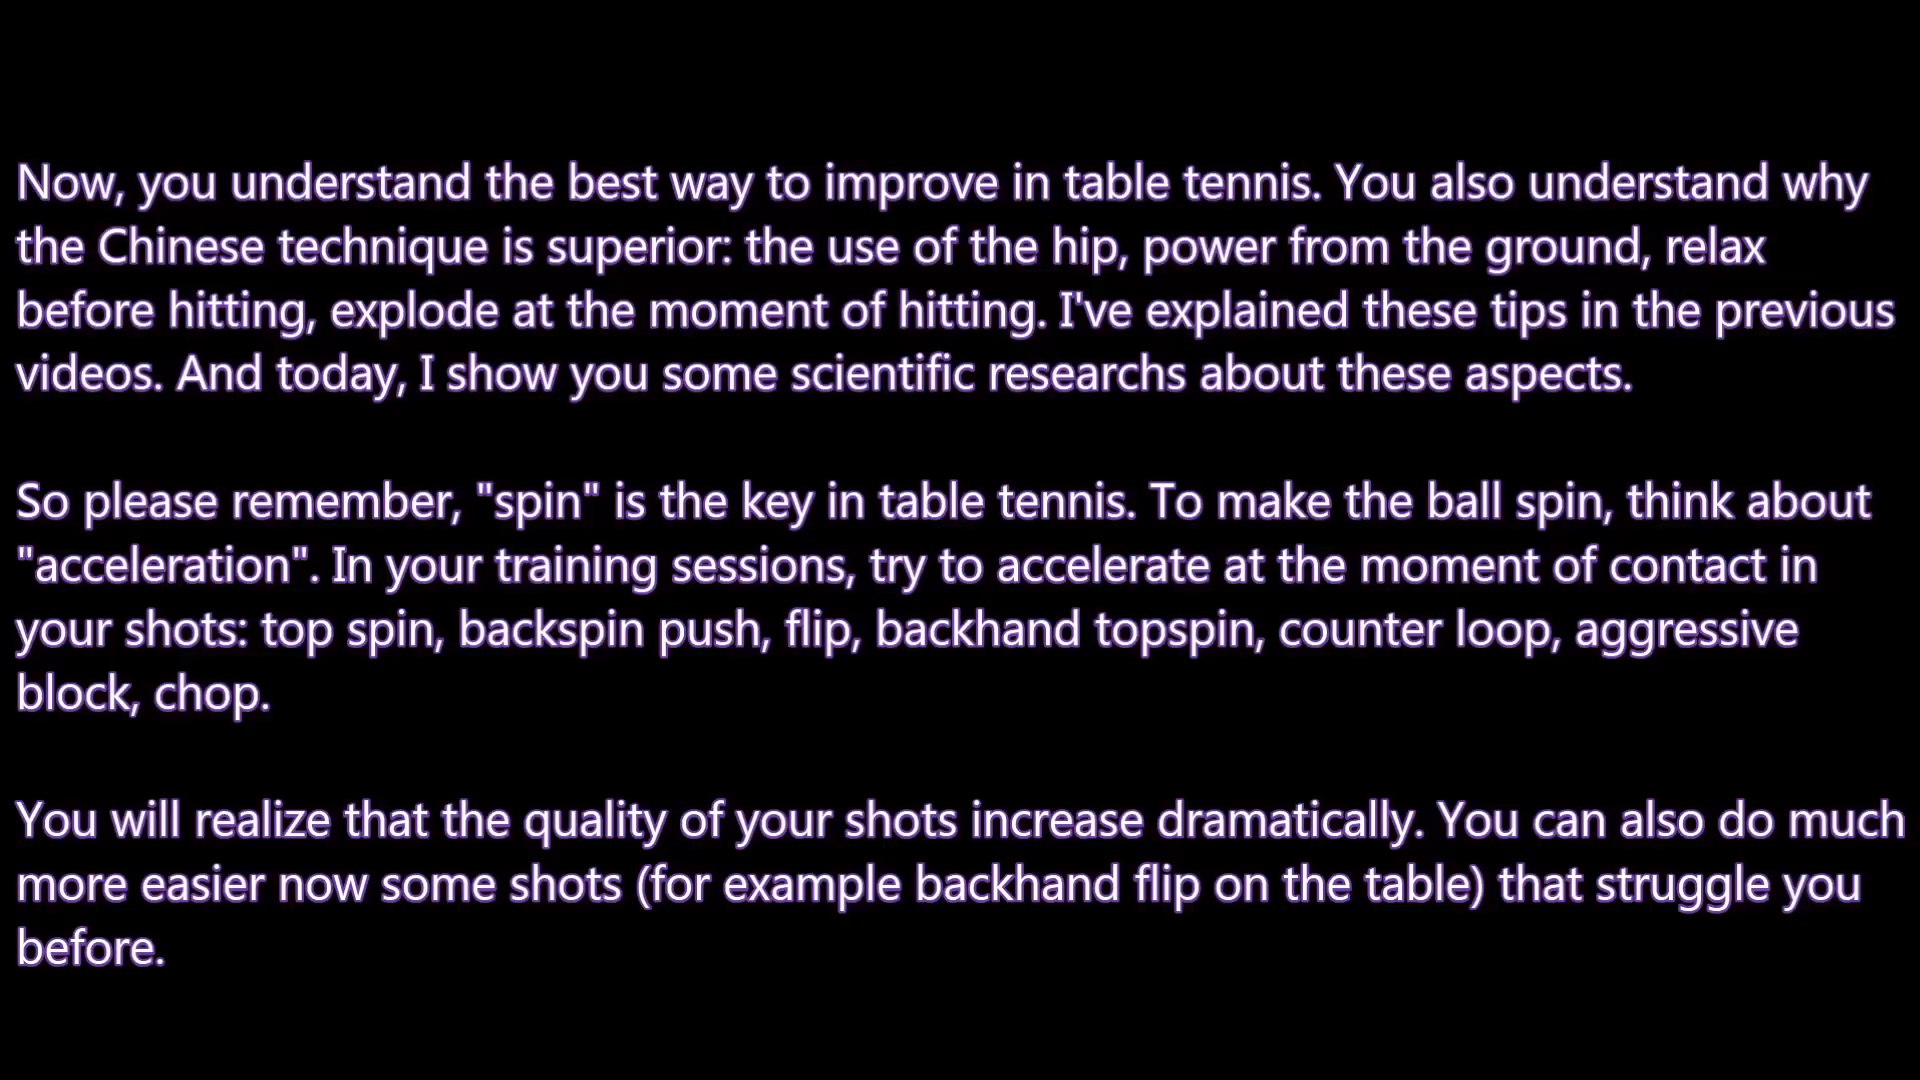 Now, you understand the best way to improve in table tennis. You also understand why
the Chinese technique is superior: the use of the hip, power from the ground, relax
before hitting, explode at the moment of hitting. I've explained these tips in the previous
videos. And today, I show you some scientific researchs about these aspects.
So please remember, "spin" is the key in table tennis. To make the ball spin, think about
"acceleration". In your training sessions, try to accelerate at the moment of contact in
your shots: top spin, backspin push, flip, backhand topspin, counter loop, aggressive
block, chop.
You will realize that the quality of your shots increase dramatically. You can also do much
more easier now some shots (for example backhand flip on the table) that struggle you
before.